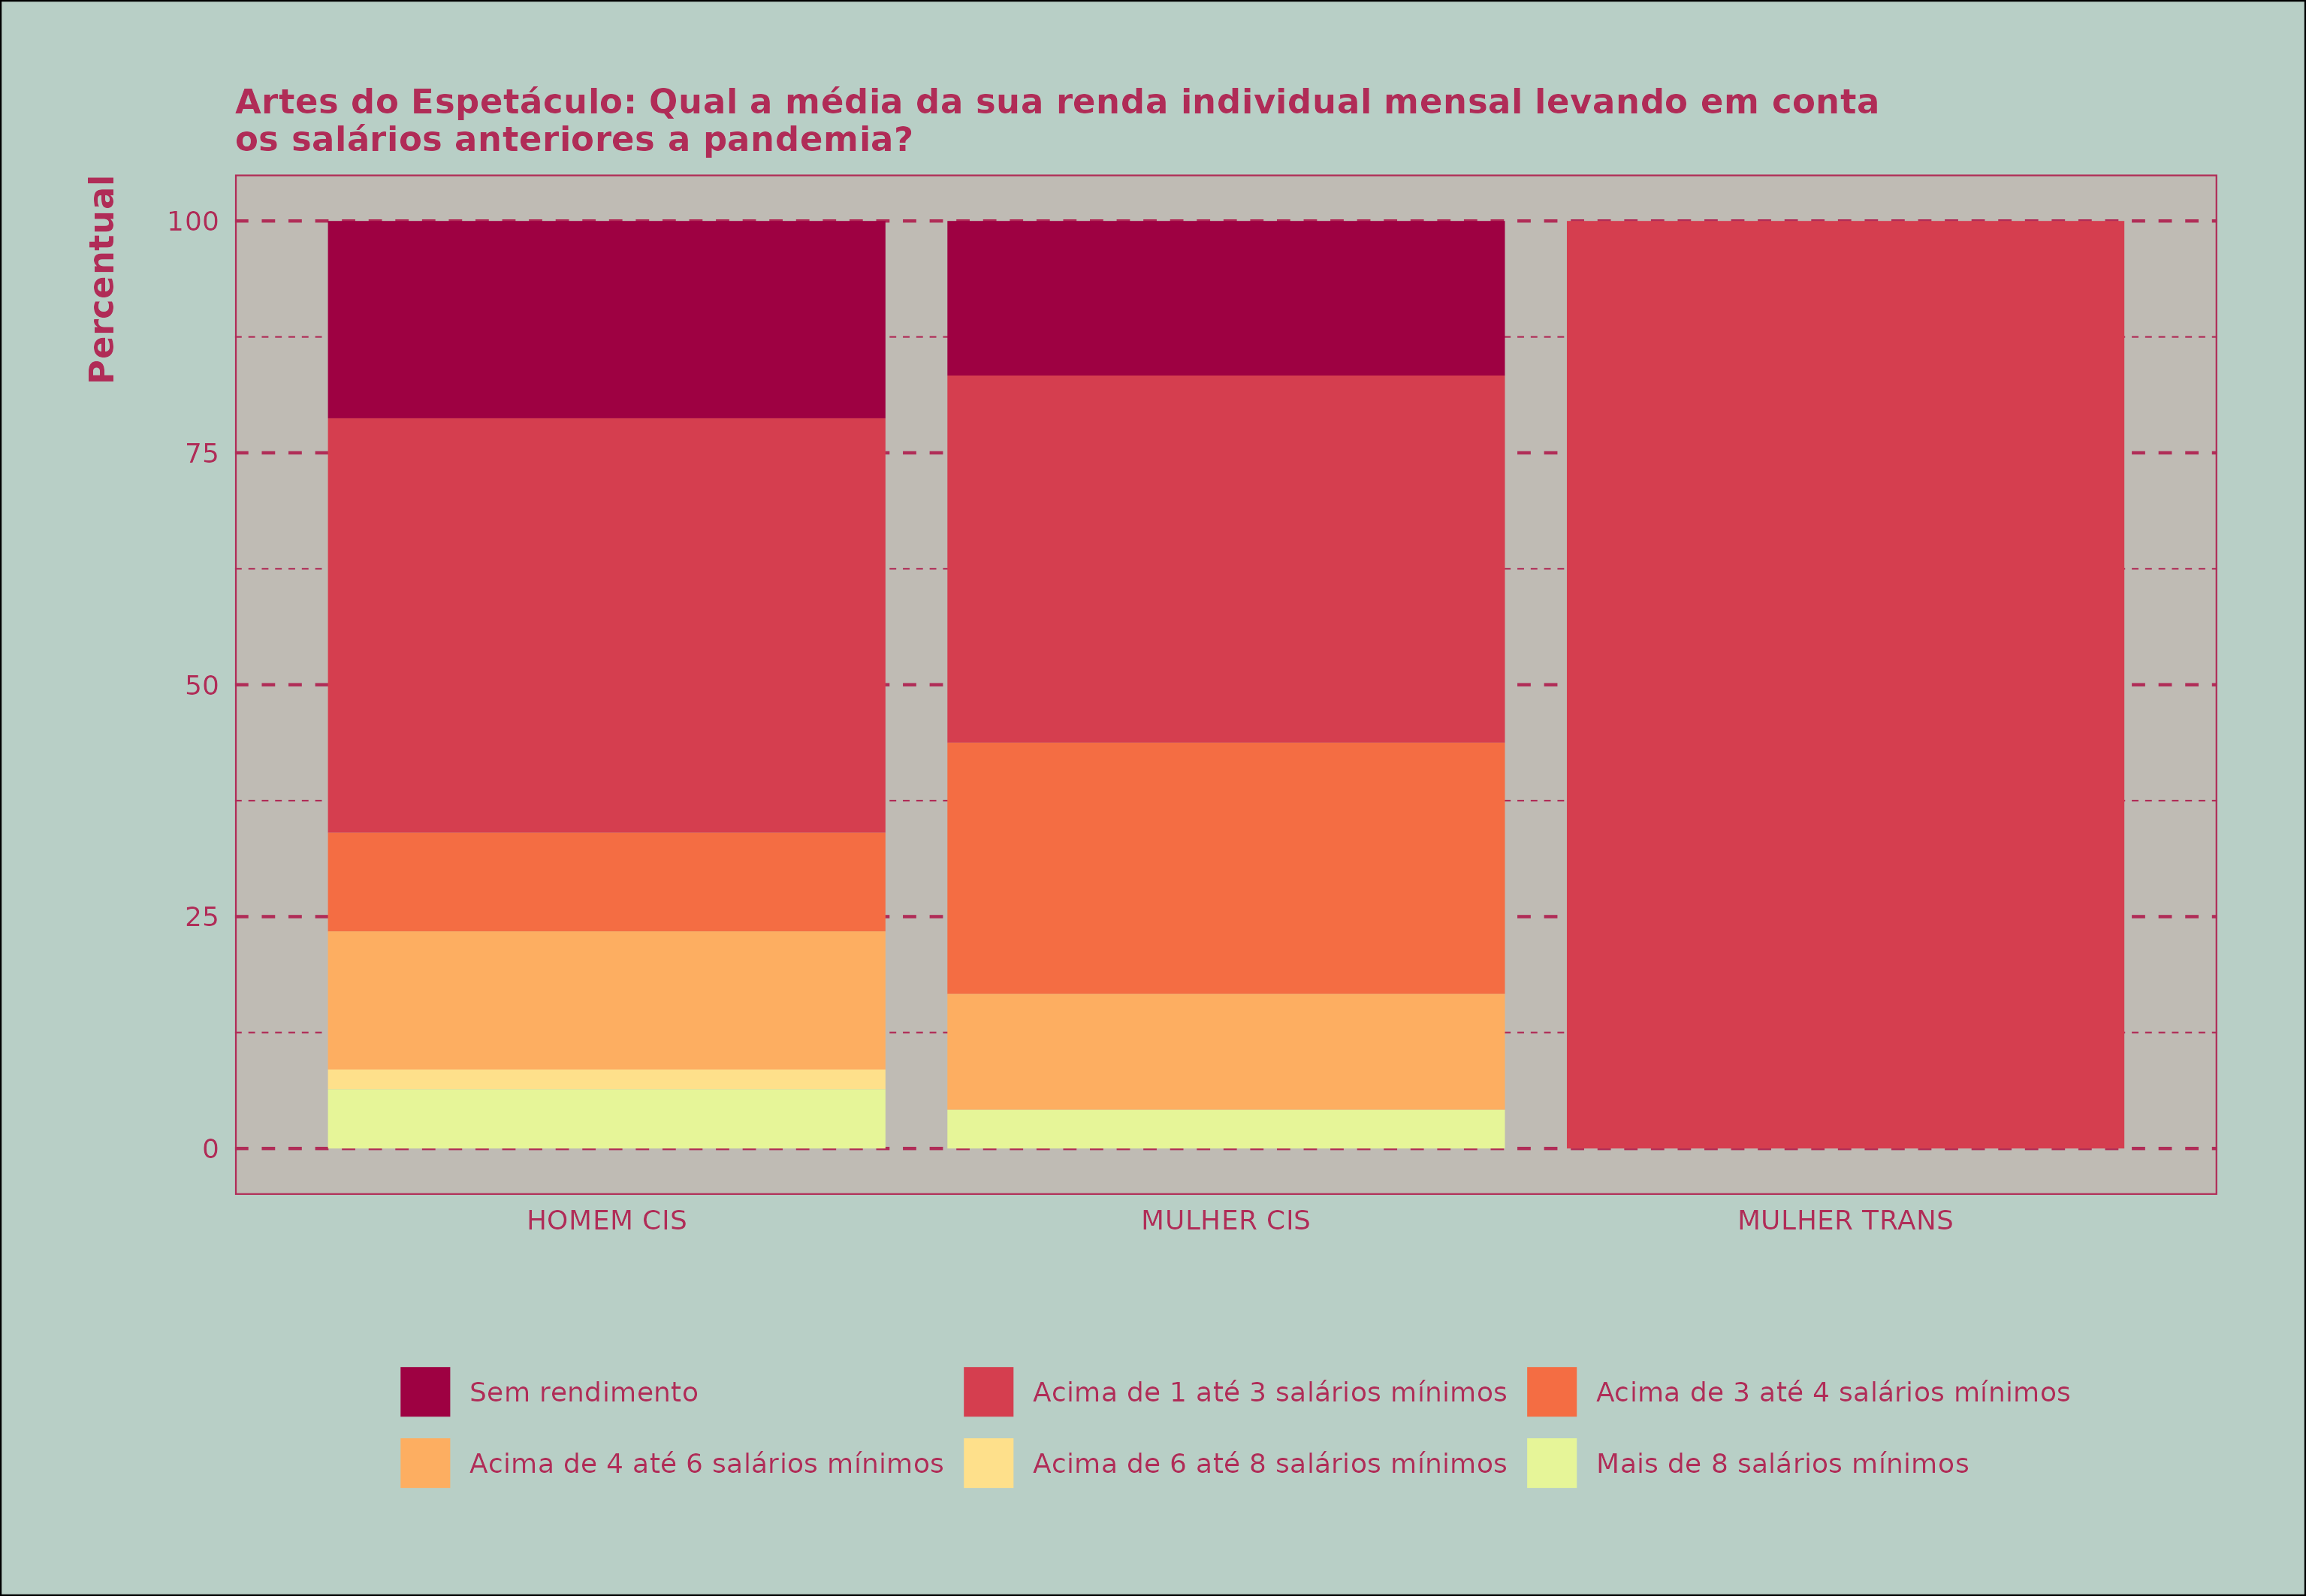 Artes do Espetáculo: Qual a média da sua renda individual mensal levando em conta
os salários anteriores a pandemia?
Percentual
100
75
50
25
0
HOMEM CIS
MULHER CIS
MULHER TRANS
Sem rendimento
Acima de 1 até 3 salários mínimos
Acima de 3 até 4 salários mínimos
Acima de 4 até 6 salários mínimos
Acima de 6 até 8 salários mínimos
Mais de 8 salários mínimos